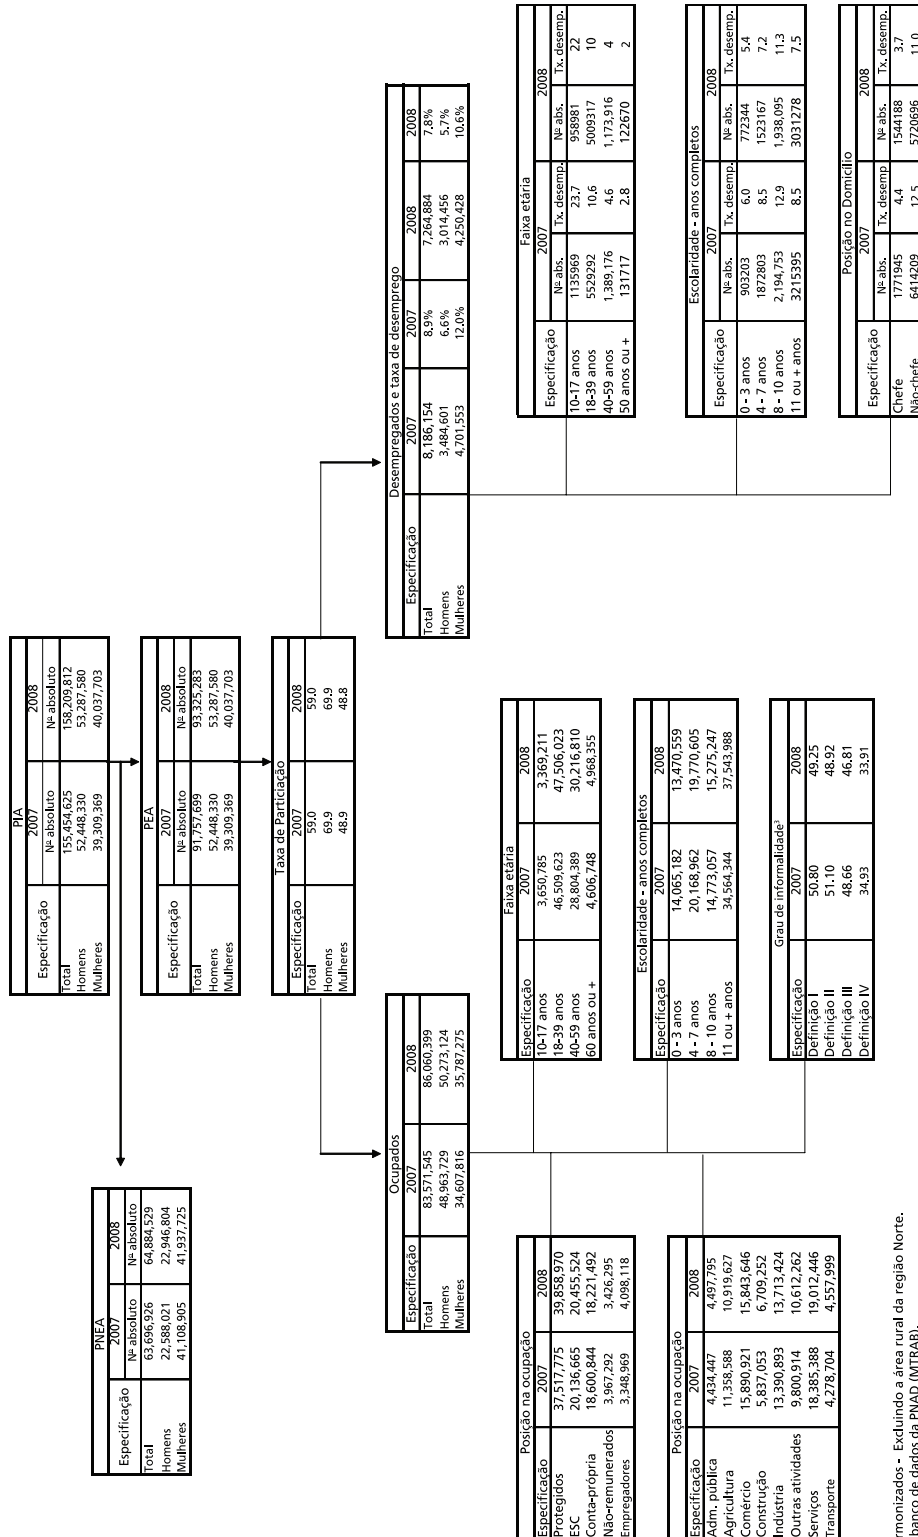 PIA
Especificação 2007 2008
Nº absoluto Nº absoluto
Total 155,454,625 158,209,812
Homens 52,448,330 53,287,580
Mulheres 39,309,369 40,037,703
PNEA
Especificação 2007 2008
Nº absoluto Nº absoluto
Total 63,696,926 64,884,529
Homens 22,588,021 22,946,804
Mulheres 41,108,905 41,937,725
PEA
Especificação 2007 2008
Nº absoluto Nº absoluto
Total 91,757,699 93,325,283
Homens 52,448,330 53,287,580
Mulheres 39,309,369 40,037,703
Taxa de Particiação
Especificação 2007 2008
Total 59.0 59.0
Homens 69.9 69.9
Mulheres 48.9 48.8
Ocupados
Especificação 2007 2008
Total 83,571,545 86,060,399
Homens 48,963,729 50,273,124
Mulheres 34,607,816 35,787,275
Desempregados e taxa de desemprego
Especificação 2007 2007 2008 2008
Total 8,186,154 8.9% 7,264,884 7.8%
Homens 3,484,601 6.6% 3,014,456 5.7%
Mulheres 4,701,553 12.0% 4,250,428 10.6%
Posição na ocupação
Especificação 2007 2008
Protegidos 37,517,775 39,858,970
ESC 20,136,665 20,455,524
Conta-própria 18,600,844 18,221,492
Não-remunerados 3,967,292 3,426,295
Empregadores 3,348,969 4,098,118
Faixa etária
Especificação 2007 2008
10-17 anos 3,650,785 3,369,211
18-39 anos 46,509,623 47,506,023
40-59 anos 28,804,389 30,216,810
60 anos ou + 4,606,748 4,968,355
Faixa etária
Especificação 2007 2008
Nº abs. Tx. desemp. Nº abs. Tx. desemp.
10-17 anos 1135969 23.7 958981 22
18-39 anos 5529292 10.6 5009317 10
40-59 anos 1,389,176 4.6 1,173,916 4
50 anos ou + 131717 2.8 122670 2
Posição na ocupação
Especificação 2007 2008
Adm. pública 4,434,447 4,497,795
Agricultura 11,358,588 10,919,627
Comércio 15,890,921 15,843,646
Construção 5,837,053 6,709,252
Indústria 13,390,893 13,713,424
Outras atividades 9,800,914 10,612,262
Serviços 18,385,388 19,012,446
Transporte 4,278,704 4,557,999
Escolaridade - anos completos
Especificação 2007 2008
0 - 3 anos 14,065,182 13,470,559
4 - 7 anos 20,168,962 19,770,605
8 - 10 anos 14,773,057 15,275,247
11 ou + anos 34,564,344 37,543,988
Escolaridade - anos completos
Especificação 2007 2008
Nº abs. Tx. desemp. Nº abs. Tx. desemp.
0 - 3 anos 903203 6.0 772344 5.4
4 - 7 anos 1872803 8.5 1523167 7.2
8 - 10 anos 2,194,753 12.9 1,938,095 11.3
11 ou + anos 3215395 8.5 3031278 7.5
Grau de informalidade³
Especificação 2007 2008
Definição I 50.80 49.25
Definição II 51.10 48.92
Definição III 48.66 46.81
Definição IV 34.93 33.91
Posição no Domicílio
Especificação 2007 2008
Nº abs. Tx. desemp Nº abs. Tx. desemp.
Chefe 1771945 4.4 1544188 3.7
Não-chefe 6414209 12.5 5720696 11.0
rmonizados - Excluindo a área rural da região Norte.
banco de dados da PNAD (MTRAB).